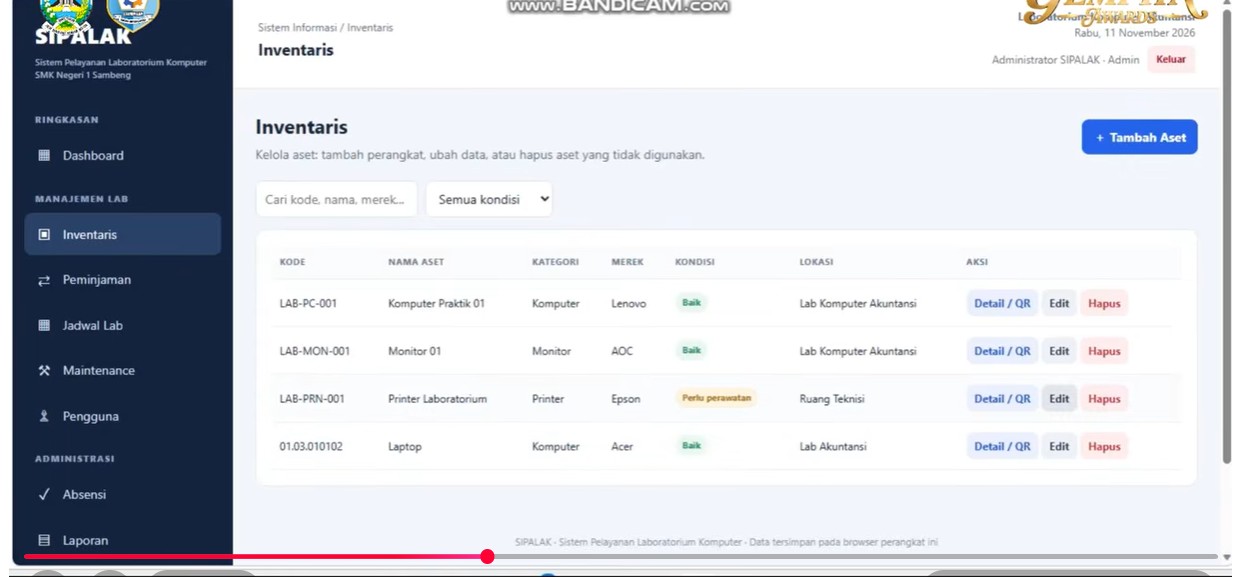 www.BANDICAM.com
SIPALAK
Sistem Pelayanan Laboratorium Komputer
SMK Negeri 1 Sambeng
RINGKASAN
Dashboard
MANAJEMEN LAB
Inventaris
Peminjaman
Jadwal Lab
Maintenance
Pengguna
ADMINISTRASI
Absensi
Laporan
Sistem Informasi / Inventaris
Inventaris
AWARDS
Rabu, 11 November 2026
Administrator SIPALAK - Admin Keluar
Inventaris
+ Tambah Aset
Kelola aset: tambah perangkat, ubah data, atau hapus aset yang tidak digunakan.
Cari kode, nama, merek... Semua kondisi
KODE NAMA ASET KATEGORI MEREK KONDISI LOKASI AKSI
LAB-PC-001 Komputer Praktik 01 Komputer Lenovo Baik Lab Komputer Akuntansi Detail / QR Edit Hapus
LAB-MON-001 Monitor 01 Monitor AOC Baik Lab Komputer Akuntansi Detail / QR Edit Hapus
LAB-PRN-001 Printer Laboratorium Printer Epson Perlu perawatan Ruang Teknisi Detail / QR Edit Hapus
01.03.010102 Laptop Komputer Acer Baik Lab Akuntansi Detail / QR Edit Hapus
SIPALAK - Sistem Pelayanan Laboratorium Komputer - Data tersimpan pada browser perangkat ini